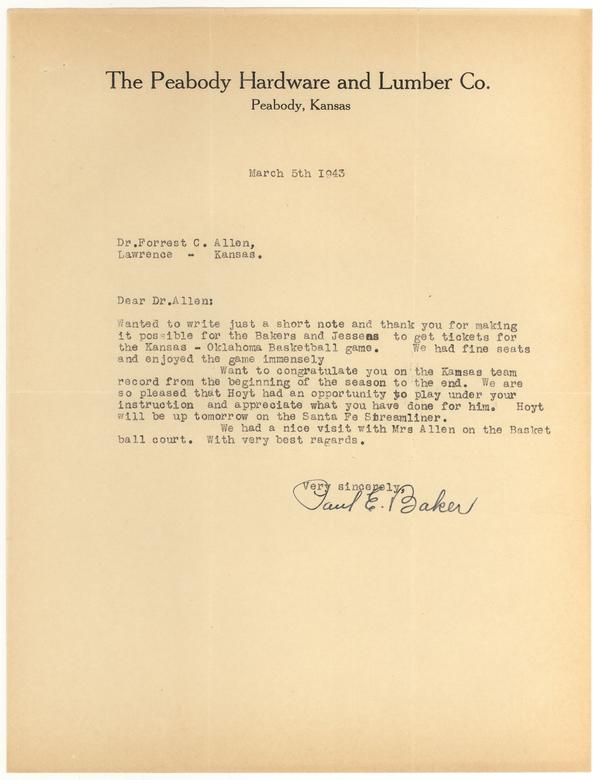 The Peabody Hardware and Lumber Co.
Peabody, Kansas
March 5th 1943
Dr.Forrest C. Allen,
Lawrence - Kansas.
Dear Dr.Allen:
Wanted to write just a short note and thank you for making
it possible for the Bakers and Jessens to get tickets for
the Kansas - Oklahoma Basketball game. We had fine seats
and enjoyed the game immensely
Want to congratulate you on the Kansas team
record from the beginning of the season to the end. We are
so pleased that Hoyt had an opportunity to play under your
instruction and appreciate what you have done for him. Hoyt
will be up tomorrow on the Santa Fe Streamliner.
We had a nice visit with Mrs Allen on the Basket
ball court. With very best ragards.
Very sincerely,
Paul E. Baker